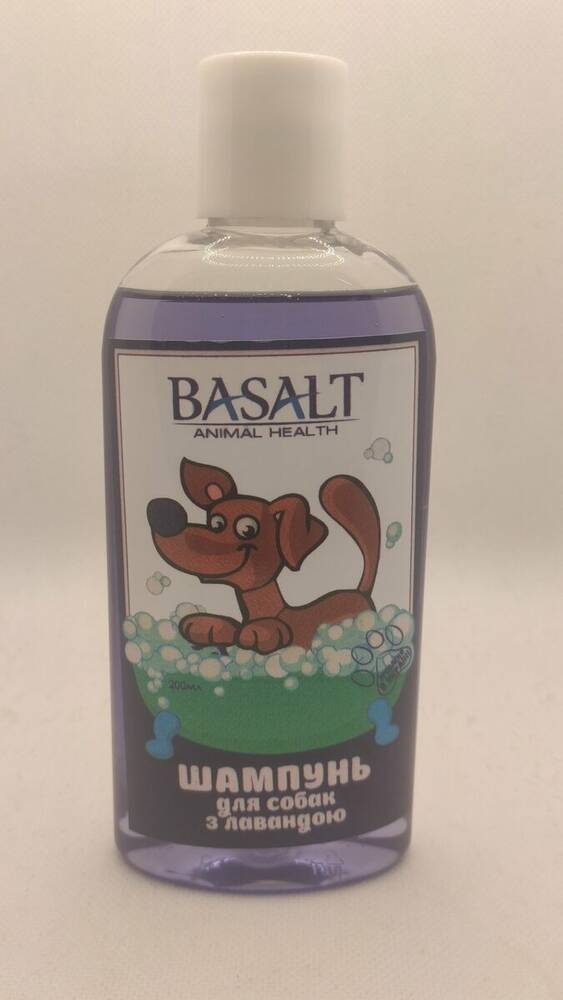 BASALT
ANIMAL HEALTH
200мл
ШАМПУНЬ
для собак
з лавандою